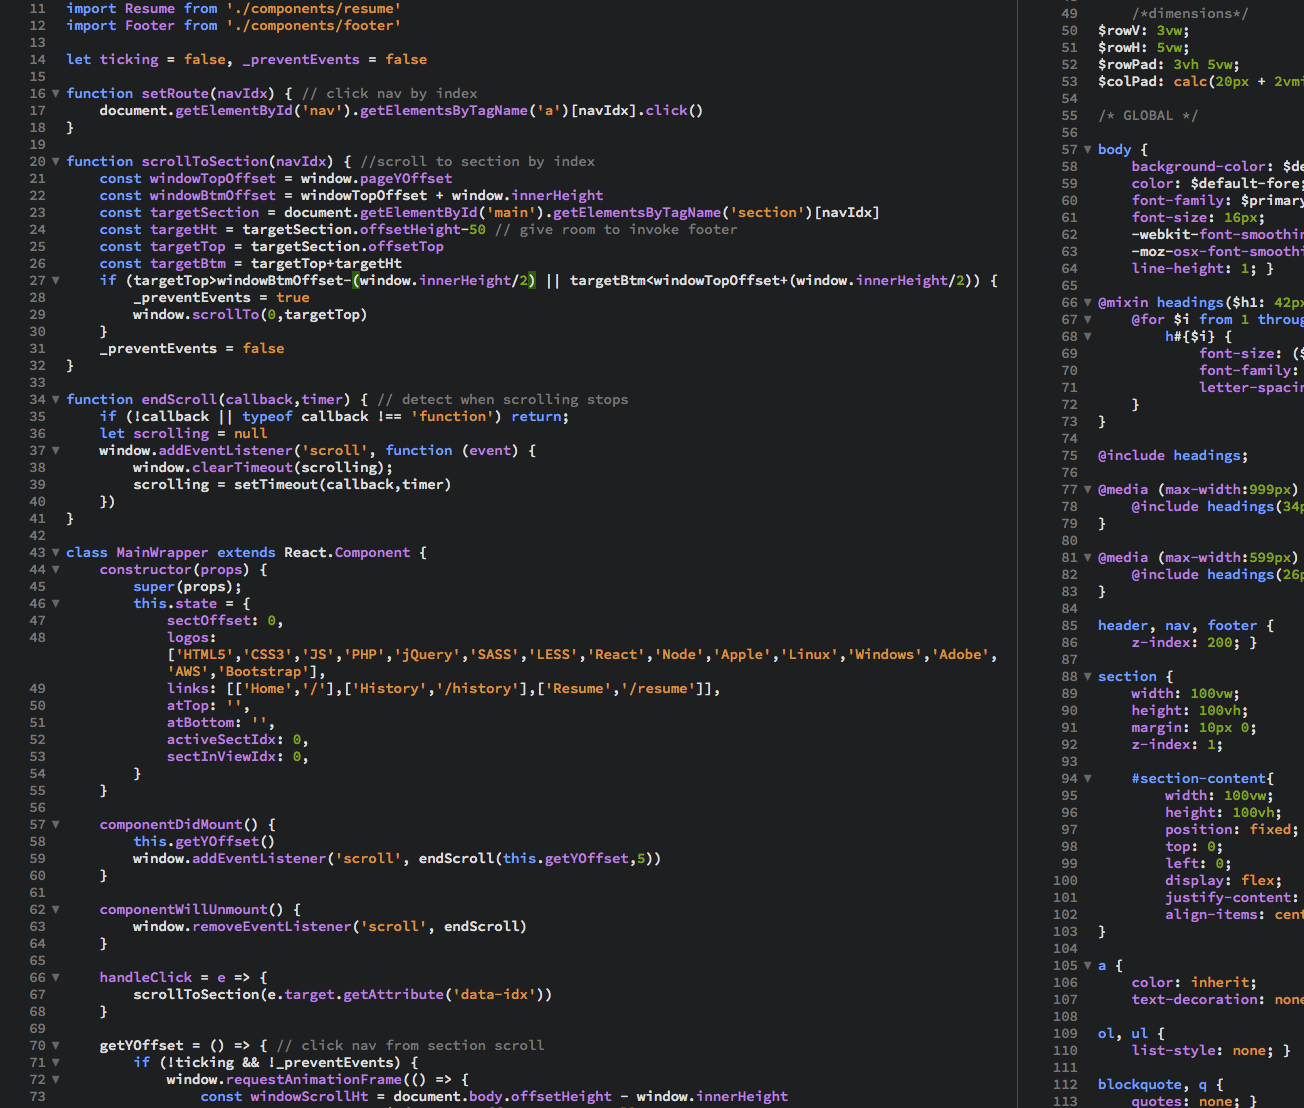 11 import Resume from './components/resume'
12 import Footer from './components/footer'
13
14 let ticking = false, _preventEvents = false
15
16 function setRoute(navIdx) { // click nav by index
17 document.getElementById('nav').getElementsByTagName('a')[navIdx].click()
18 }
19
20 function scrollToSection(navIdx) { //scroll to section by index
21 const windowTopOffset = window.pageYOffset
22 const windowBtmOffset = windowTopOffset + window.innerHeight
23 const targetSection = document.getElementById('main').getElementsByTagName('section')[navIdx]
24 const targetHt = targetSection.offsetHeight-50 // give room to invoke footer
25 const targetTop = targetSection.offsetTop
26 const targetBtm = targetTop+targetHt
27 if (targetTop>windowBtmOffset-(window.innerHeight/2) || targetBtm<windowTopOffset+(window.innerHeight/2)) {
28 _preventEvents = true
29 window.scrollTo(0,targetTop)
30 }
31 _preventEvents = false
32 }
33
34 function endScroll(callback,timer) { // detect when scrolling stops
35 if (!callback || typeof callback !== 'function') return;
36 let scrolling = null
37 window.addEventListener('scroll', function (event) {
38 window.clearTimeout(scrolling);
39 scrolling = setTimeout(callback,timer)
40 })
41 }
42
43 class MainWrapper extends React.Component {
44 constructor(props) {
45 super(props);
46 this.state = {
47 sectOffset: 0,
48 logos:
['HTML5','CSS3','JS','PHP','jQuery','SASS','LESS','React','Node','Apple','Linux','Windows','Adobe',
'AWS','Bootstrap'],
49 links: [['Home','/'],['History','/history'],['Resume','/resume']],
50 atTop: '',
51 atBottom: '',
52 activeSectIdx: 0,
53 sectInViewIdx: 0,
54 }
55 }
56
57 componentDidMount() {
58 this.getYOffset()
59 window.addEventListener('scroll', endScroll(this.getYOffset,5))
60 }
61
62 componentWillUnmount() {
63 window.removeEventListener('scroll', endScroll)
64 }
65
66 handleClick = e => {
67 scrollToSection(e.target.getAttribute('data-idx'))
68 }
69
70 getYOffset = () => { // click nav from section scroll
71 if (!ticking && !_preventEvents) {
72 window.requestAnimationFrame(() => {
73 const windowScrollHt = document.body.offsetHeight - window.innerHeight
49 /*dimensions*/
50 $rowV: 3vw;
51 $rowH: 5vw;
52 $rowPad: 3vh 5vw;
53 $colPad: calc(20px + 2vmi
54
55 /* GLOBAL */
56
57 body {
58 background-color: $de
59 color: $default-fore;
60 font-family: $primary
61 font-size: 16px;
62 -webkit-font-smoothin
63 -moz-osx-font-smoothi
64 line-height: 1; }
65
66 @mixin headings($h1: 42px
67 @for $i from 1 throug
68 h#{$i} {
69 font-size: ($
70 font-family:
71 letter-spacin
72 }
73 }
74
75 @include headings;
76
77 @media (max-width:999px)
78 @include headings(34p
79 }
80
81 @media (max-width:599px)
82 @include headings(26p
83 }
84
85 header, nav, footer {
86 z-index: 200; }
87
88 section {
89 width: 100vw;
90 height: 100vh;
91 margin: 10px 0;
92 z-index: 1;
93
94 #section-content{
95 width: 100vw;
96 height: 100vh;
97 position: fixed;
98 top: 0;
99 left: 0;
100 display: flex;
101 justify-content:
102 align-items: cent
103 }
104
105 a {
106 color: inherit;
107 text-decoration: none
108
109 ol, ul {
110 list-style: none; }
111
112 blockquote, q {
113 quotes: none; }